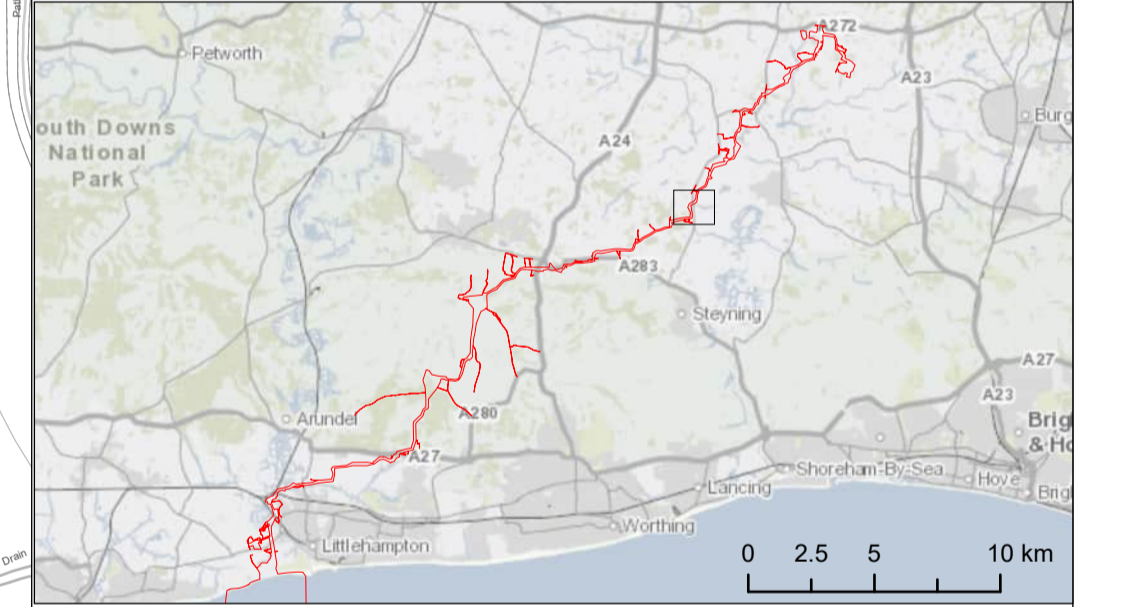 A272
Petworth
A23
Burg
outh Downs
National
Park
A24
A283
Steyning
A27
A23
Arundel
A280
Brig
& Ho
A27
Shoreham-By-Sea
Hove
Lancing
Brig
Worthing
Littlehampton
Drain
0 2.5 5 10 km